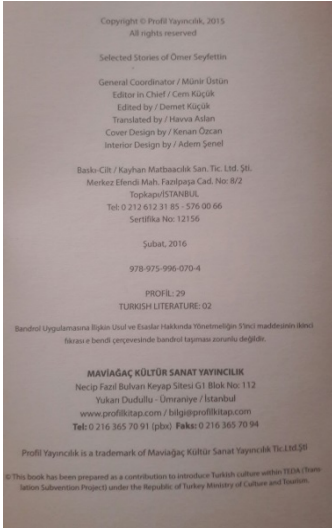 Copyright © Profil Yayıncılık, 2015
All rights reserved
Selected Stories of Ömer Seyfettin
General Coordinator / Münir Üstün
Editor in Chief / Cem Küçük
Edited by / Demet Küçük
Translated by / Havva Aslan
Cover Design by / Kenan Özcan
Interior Design by / Adem Şenel
Baskı-Cilt / Kayhan Matbaacılık San. Tic. Ltd. Şti.
Merkez Efendi Mah. Fazılpaşa Cad. No: 8/2
Topkapı/İSTANBUL
Tel: 0 212 612 31 85 - 576 00 66
Sertifika No: 12156
Şubat, 2016
978-975-996-070-4
PROFİL: 29
TURKISH LITERATURE: 02
Bandrol Uygulamasına İlişkin Usul ve Esaslar Hakkında Yönetmeliğin 5'inci maddesinin ikinci
fıkrası e bendi çerçevesinde bandrol taşıması zorunlu değildir.
MAVİAĞAÇ KÜLTÜR SANAT YAYINCILIK
Necip Fazıl Bulvarı Keyap Sitesi G1 Blok No: 112
Yukarı Dudullu - Ümraniye / İstanbul
www.profilkitap.com / bilgi@profilkitap.com
Tel: 0 216 365 70 91 (pbx) Faks: 0 216 365 70 94
Profil Yayıncılık is a trademark of Maviağaç Kültür Sanat Yayıncılık Tic.Ltd.Şti
© This book has been prepared as a contribution to introduce Turkish culture within TEDA (Trans-
lation Subvention Project) under the Republic of Turkey Ministry of Culture and Tourism.